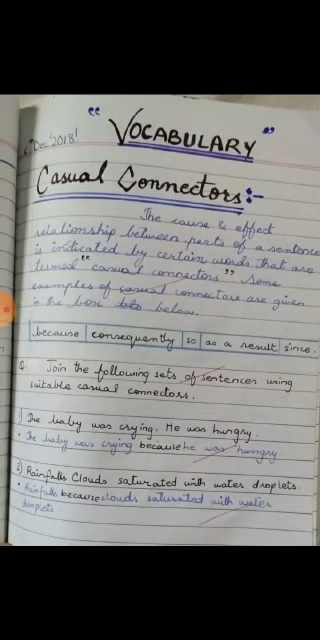 " VOCABULARY "
Dec'2018!
Casual Connectors:-
The cause & effect
relationship between parts of a sentence
is indicated by certain words that are
termed "casual connectors" some
examples of casual connectors are given
in the box below.
because | consequently | so | as a result | since.
Q. Join the following sets of sentences using
suitable casual connectors.
1) The baby was crying. He was hungry.
• The baby was crying because he was hungry
2) Rainfalls Clouds saturated with water droplets.
• Rainfalls because clouds saturated with water
droplets.